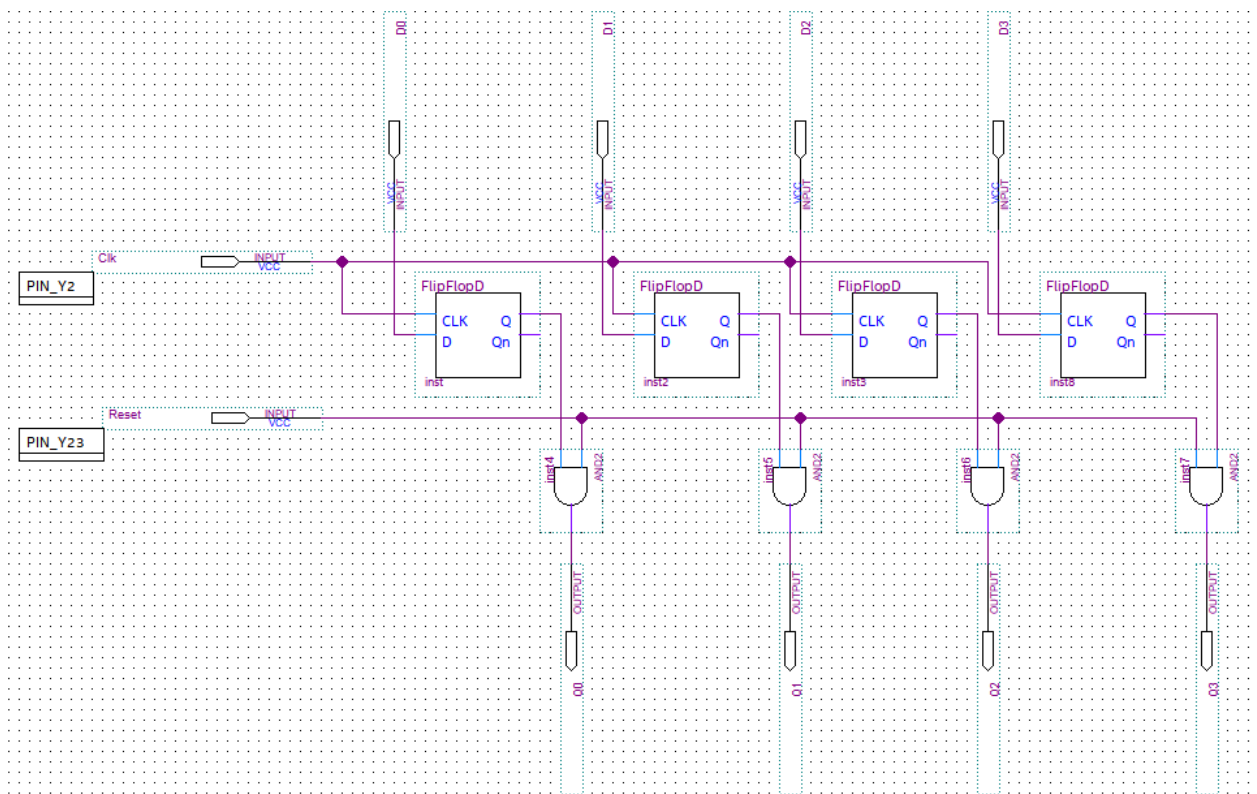 D0
D1
D2
D3
VCC
INPUT
VCC
INPUT
VCC
INPUT
VCC
INPUT
Clk
INPUT
VCC
PIN_Y2
FlipFlopD
CLK Q
D Qn
inst
FlipFlopD
CLK Q
D Qn
inst2
FlipFlopD
CLK Q
D Qn
inst3
FlipFlopD
CLK Q
D Qn
inst8
Reset
INPUT
VCC
PIN_Y23
inst4
AND2
inst5
AND2
inst6
AND2
inst7
AND2
OUTPUT
OUTPUT
OUTPUT
OUTPUT
Q0
Q1
Q2
Q3